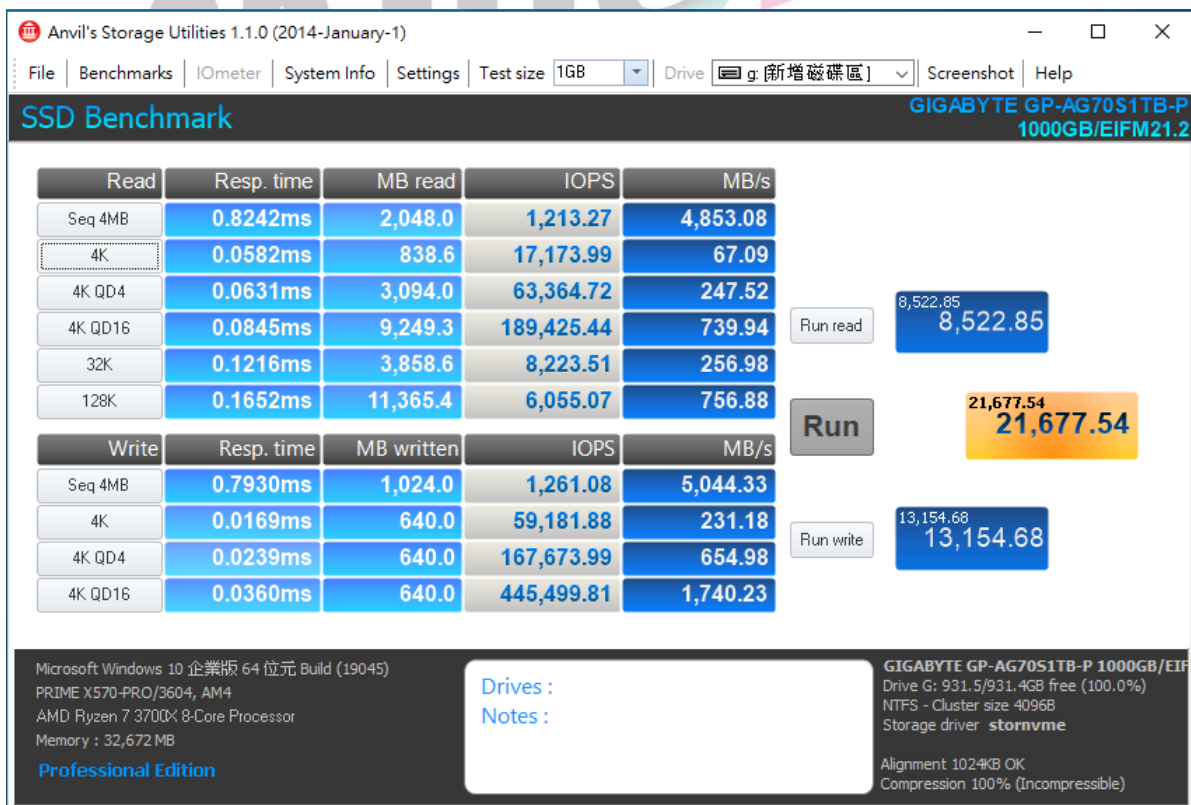 Anvil's Storage Utilities 1.1.0 (2014-January-1)
File Benchmarks IOmeter System Info Settings Test size 1GB Drive g: [新增磁碟區] Screenshot Help
SSD Benchmark
GIGABYTE GP-AG70S1TB-P
1000GB/EIFM21.2
Read Resp. time MB read IOPS MB/s
Seq 4MB 0.8242ms 2,048.0 1,213.27 4,853.08
4K 0.0582ms 838.6 17,173.99 67.09
4K QD4 0.0631ms 3,094.0 63,364.72 247.52
4K QD16 0.0845ms 9,249.3 189,425.44 739.94
32K 0.1216ms 3,858.6 8,223.51 256.98
128K 0.1652ms 11,365.4 6,055.07 756.88
Run read
8,522.85
8,522.85
Run
21,677.54
21,677.54
Write Resp. time MB written IOPS MB/s
Seq 4MB 0.7930ms 1,024.0 1,261.08 5,044.33
4K 0.0169ms 640.0 59,181.88 231.18
4K QD4 0.0239ms 640.0 167,673.99 654.98
4K QD16 0.0360ms 640.0 445,499.81 1,740.23
Run write
13,154.68
13,154.68
Microsoft Windows 10 企業版 64 位元 Build (19045)
PRIME X570-PRO/3604, AM4
AMD Ryzen 7 3700X 8-Core Processor
Memory : 32,672 MB
Professional Edition
Drives :
Notes :
GIGABYTE GP-AG70S1TB-P 1000GB/EIF
Drive G: 931.5/931.4GB free (100.0%)
NTFS - Cluster size 4096B
Storage driver stornvme
Alignment 1024KB OK
Compression 100% (Incompressible)